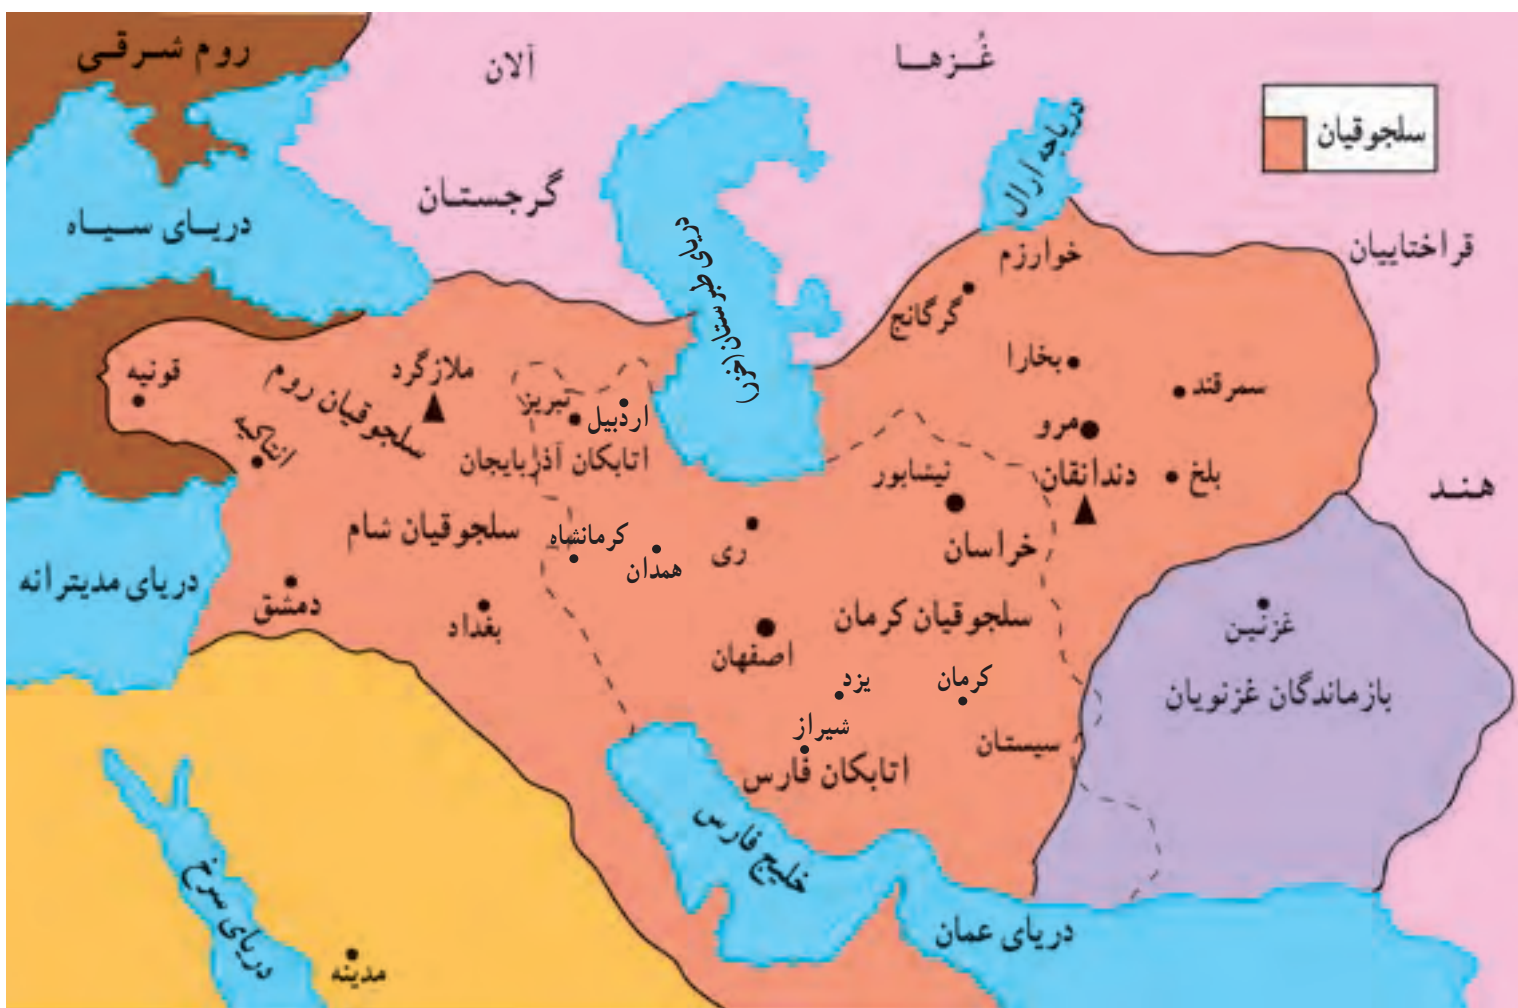 روم شرقی
آلان
غُزها
دریاچه آرال
سلجوقیان
گرجستان
دریای سیاه
دریای طبرستان (خزر)
قراختاییان
خوارزم
گرگانج
بخارا
سمرقند
مرو
دندانقان
بلخ
هند
قونیه
سلجوقیان روم
ملازگرد
تبریز
اردبیل
انتاکیه
اتابکان آذربایجان
نیشابور
خراسان
سلجوقیان شام
کرمانشاه
همدان
ری
دریای مدیترانه
دمشق
بغداد
اصفهان
سلجوقیان کرمان
غزنین
بازماندگان غزنویان
یزد
کرمان
شیراز
سیستان
اتابکان فارس
خلیج فارس
دریای سرخ
مدینه
دریای عمان